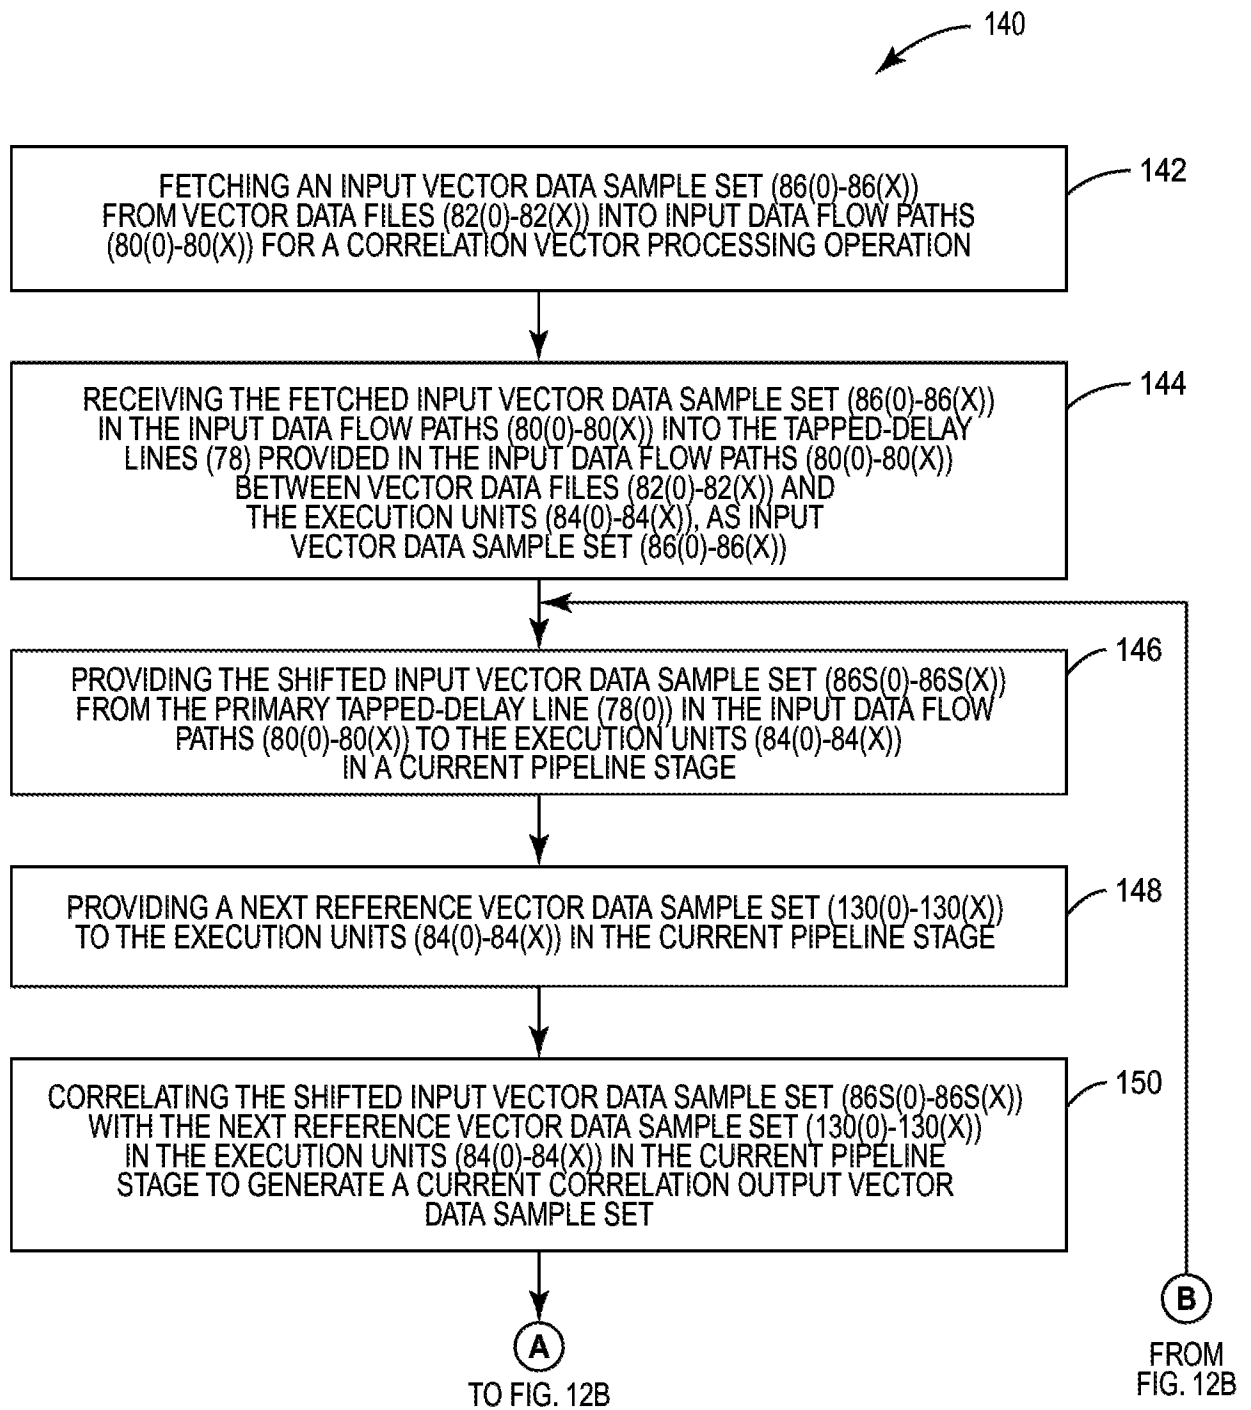 140
142
FETCHING AN INPUT VECTOR DATA SAMPLE SET (86(0)-86(X))
FROM VECTOR DATA FILES (82(0)-82(X)) INTO INPUT DATA FLOW PATHS
(80(0)-80(X)) FOR A CORRELATION VECTOR PROCESSING OPERATION
144
RECEIVING THE FETCHED INPUT VECTOR DATA SAMPLE SET (86(0)-86(X))
IN THE INPUT DATA FLOW PATHS (80(0)-80(X)) INTO THE TAPPED-DELAY
LINES (78) PROVIDED IN THE INPUT DATA FLOW PATHS (80(0)-80(X))
BETWEEN VECTOR DATA FILES (82(0)-82(X)) AND
THE EXECUTION UNITS (84(0)-84(X)), AS INPUT
VECTOR DATA SAMPLE SET (86(0)-86(X))
146
PROVIDING THE SHIFTED INPUT VECTOR DATA SAMPLE SET (86S(0)-86S(X))
FROM THE PRIMARY TAPPED-DELAY LINE (78(0)) IN THE INPUT DATA FLOW
PATHS (80(0)-80(X)) TO THE EXECUTION UNITS (84(0)-84(X))
IN A CURRENT PIPELINE STAGE
148
PROVIDING A NEXT REFERENCE VECTOR DATA SAMPLE SET (130(0)-130(X))
TO THE EXECUTION UNITS (84(0)-84(X)) IN THE CURRENT PIPELINE STAGE
150
CORRELATING THE SHIFTED INPUT VECTOR DATA SAMPLE SET (86S(0)-86S(X))
WITH THE NEXT REFERENCE VECTOR DATA SAMPLE SET (130(0)-130(X))
IN THE EXECUTION UNITS (84(0)-84(X)) IN THE CURRENT PIPELINE
STAGE TO GENERATE A CURRENT CORRELATION OUTPUT VECTOR
DATA SAMPLE SET
A
TO FIG. 12B
B
FROM
FIG. 12B